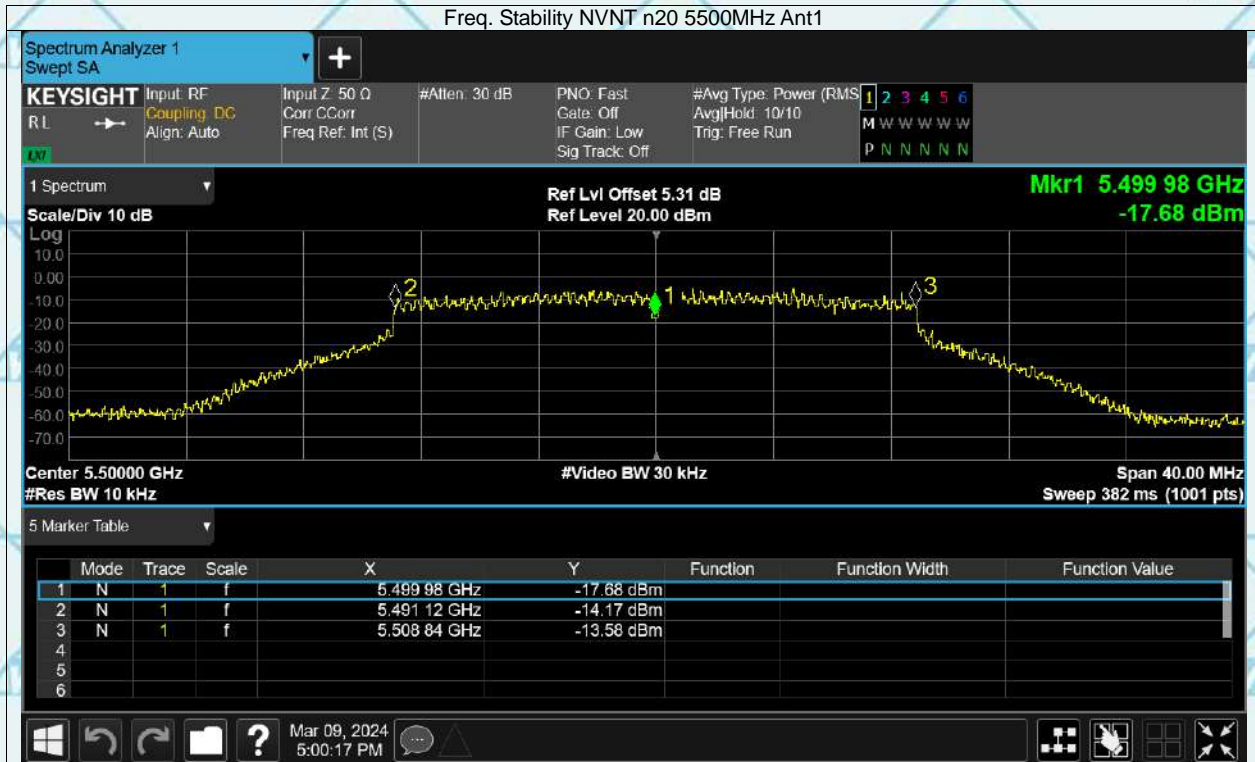 Freq. Stability NVNT n20 5500MHz Ant1
Spectrum Analyzer 1
Swept SA
KEYSIGHT
RL
LXI
Input: RF
Coupling: DC
Align: Auto
Input Z: 50 Ω
Corr CCorr
Freq Ref: Int (S)
#Atten: 30 dB
PNO: Fast
Gate: Off
IF Gain: Low
Sig Track: Off
#Avg Type: Power (RMS
Avg|Hold: 10/10
Trig: Free Run
1 2 3 4 5 6
M W W W W W
P N N N N N
1 Spectrum
Scale/Div 10 dB
Ref Lvl Offset 5.31 dB
Ref Level 20.00 dBm
Mkr1 5.499 98 GHz
-17.68 dBm
Log
10.0
0.00
-10.0
-20.0
-30.0
-40.0
-50.0
-60.0
-70.0
2
1
3
Center 5.50000 GHz
#Video BW 30 kHz
Span 40.00 MHz
#Res BW 10 kHz
Sweep 382 ms (1001 pts)
5 Marker Table
Mode Trace Scale X Y Function Function Width Function Value
1 N 1 f 5.499 98 GHz -17.68 dBm
2 N 1 f 5.491 12 GHz -14.17 dBm
3 N 1 f 5.508 84 GHz -13.58 dBm
4
5
6
?
Mar 09, 2024
5:00:17 PM